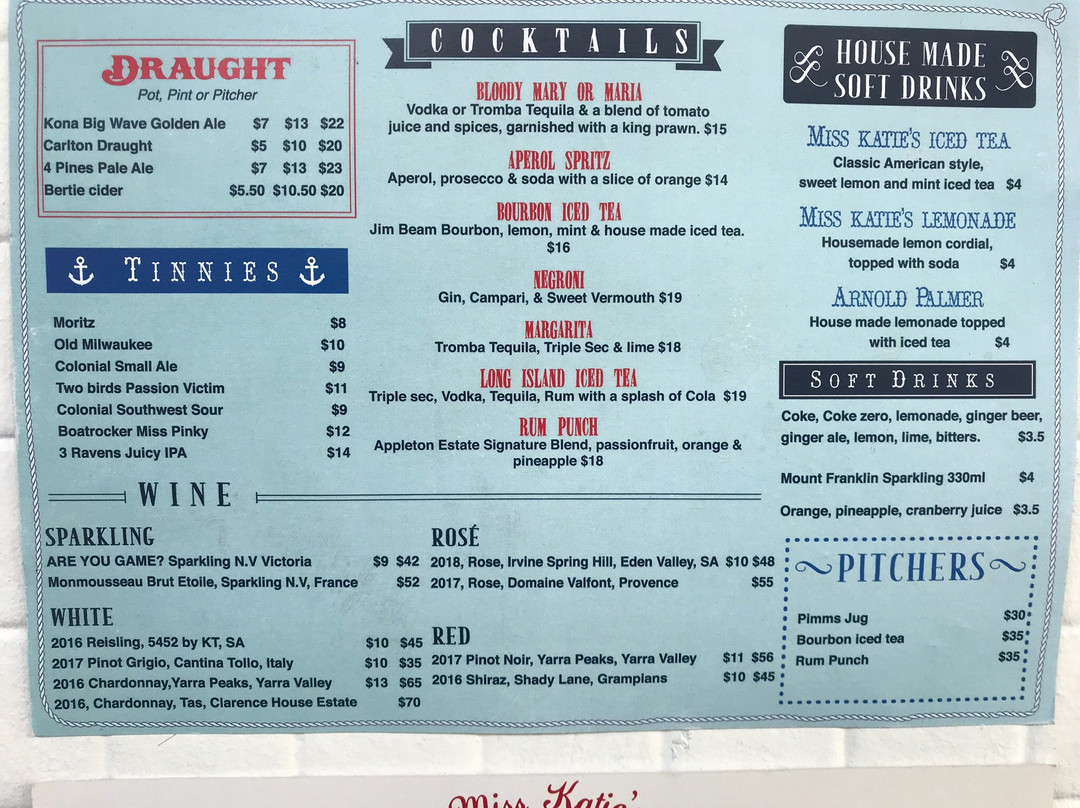 DRAUGHT
Pot, Pint or Pitcher
Kona Big Wave Golden Ale $7 $13 $22
Carlton Draught $5 $10 $20
4 Pines Pale Ale $7 $13 $23
Bertie cider $5.50 $10.50 $20
TINNIES
Moritz $8
Old Milwaukee $10
Colonial Small Ale $9
Two birds Passion Victim $11
Colonial Southwest Sour $9
Boatrocker Miss Pinky $12
3 Ravens Juicy IPA $14
COCKTAILS
BLOODY MARY OR MARIA
Vodka or Tromba Tequila & a blend of tomato
juice and spices, garnished with a king prawn. $15
APEROL SPRITZ
Aperol, prosecco & soda with a slice of orange $14
BOURBON ICED TEA
Jim Beam Bourbon, lemon, mint & house made iced tea.
$16
NEGRONI
Gin, Campari, & Sweet Vermouth $19
MARGARITA
Tromba Tequila, Triple Sec & lime $18
LONG ISLAND ICED TEA
Triple sec, Vodka, Tequila, Rum with a splash of Cola $19
RUM PUNCH
Appleton Estate Signature Blend, passionfruit, orange &
pineapple $18
HOUSE MADE
SOFT DRINKS
MISS KATIE'S ICED TEA
Classic American style,
sweet lemon and mint iced tea $4
MISS KATIE'S LEMONADE
Housemade lemon cordial,
topped with soda $4
ARNOLD PALMER
House made lemonade topped
with iced tea $4
SOFT DRINKS
Coke, Coke zero, lemonade, ginger beer,
ginger ale, lemon, lime, bitters. $3.5
Mount Franklin Sparkling 330ml $4
Orange, pineapple, cranberry juice $3.5
WINE
SPARKLING
ARE YOU GAME? Sparkling N.V Victoria $9 $42
Monmousseau Brut Etoile, Sparkling N.V, France $52
WHITE
2016 Reisling, 5452 by KT, SA $10 $45
2017 Pinot Grigio, Cantina Tollo, Italy $10 $35
2016 Chardonnay,Yarra Peaks, Yarra Valley $13 $65
2016, Chardonnay, Tas, Clarence House Estate $70
ROSÉ
2018, Rose, Irvine Spring Hill, Eden Valley, SA $10 $48
2017, Rose, Domaine Valfont, Provence $55
RED
2017 Pinot Noir, Yarra Peaks, Yarra Valley $11 $56
2016 Shiraz, Shady Lane, Grampians $10 $45
PITCHERS
Pimms Jug $30
Bourbon iced tea $35
Rum Punch $35
Miss Katie'